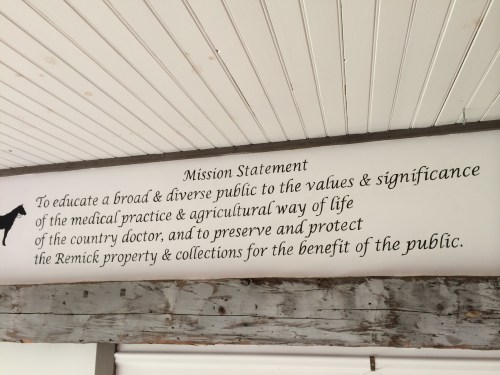 Mission Statement
To educate a broad & diverse public to the values & significance
of the medical practice & agricultural way of life
of the country doctor, and to preserve and protect
the Remick property & collections for the benefit of the public.